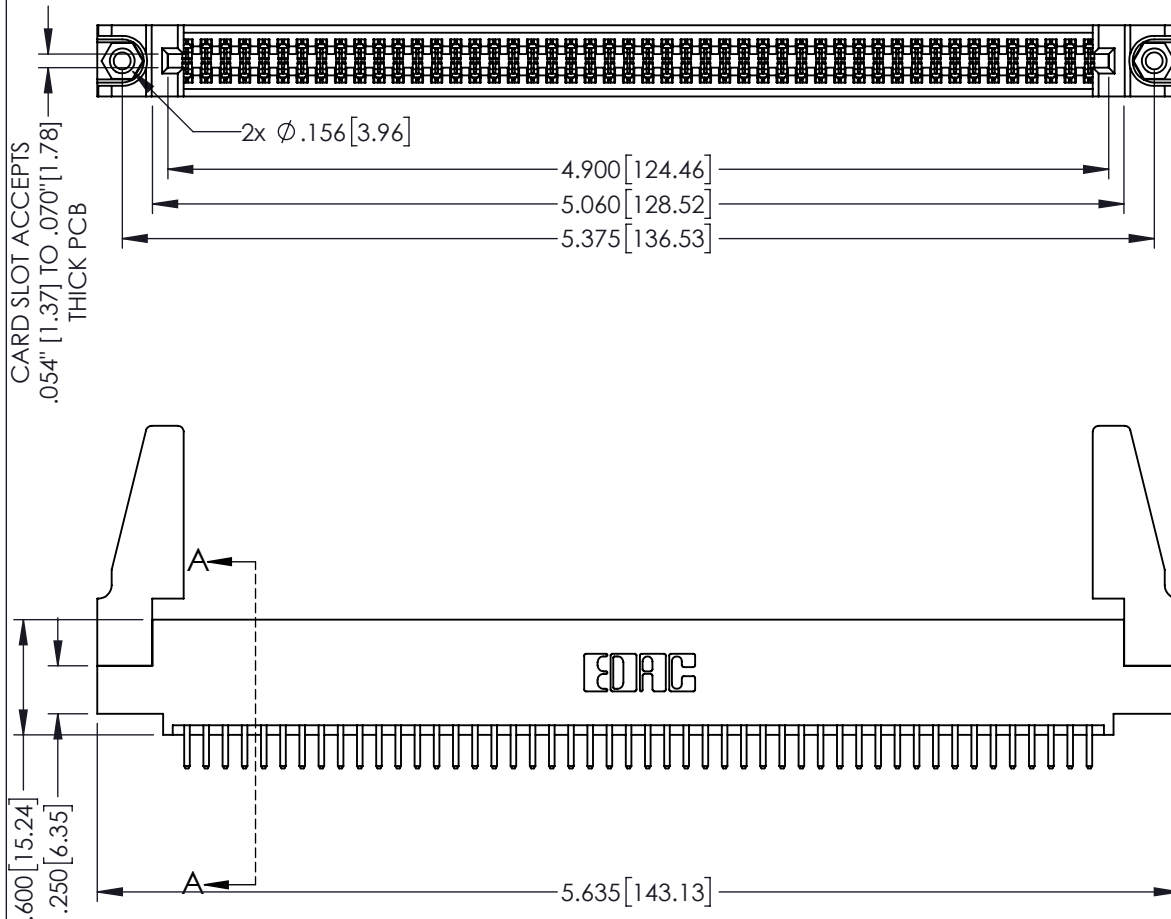 2x Ø.156[3.96]
4.900[124.46]
5.060[128.52]
5.375[136.53]
CARD SLOT ACCEPTS
.054" [1.37] TO .070"[1.78]
THICK PCB
A
EDAC
.600[15.24]
.250[6.35]
A
5.635[143.13]